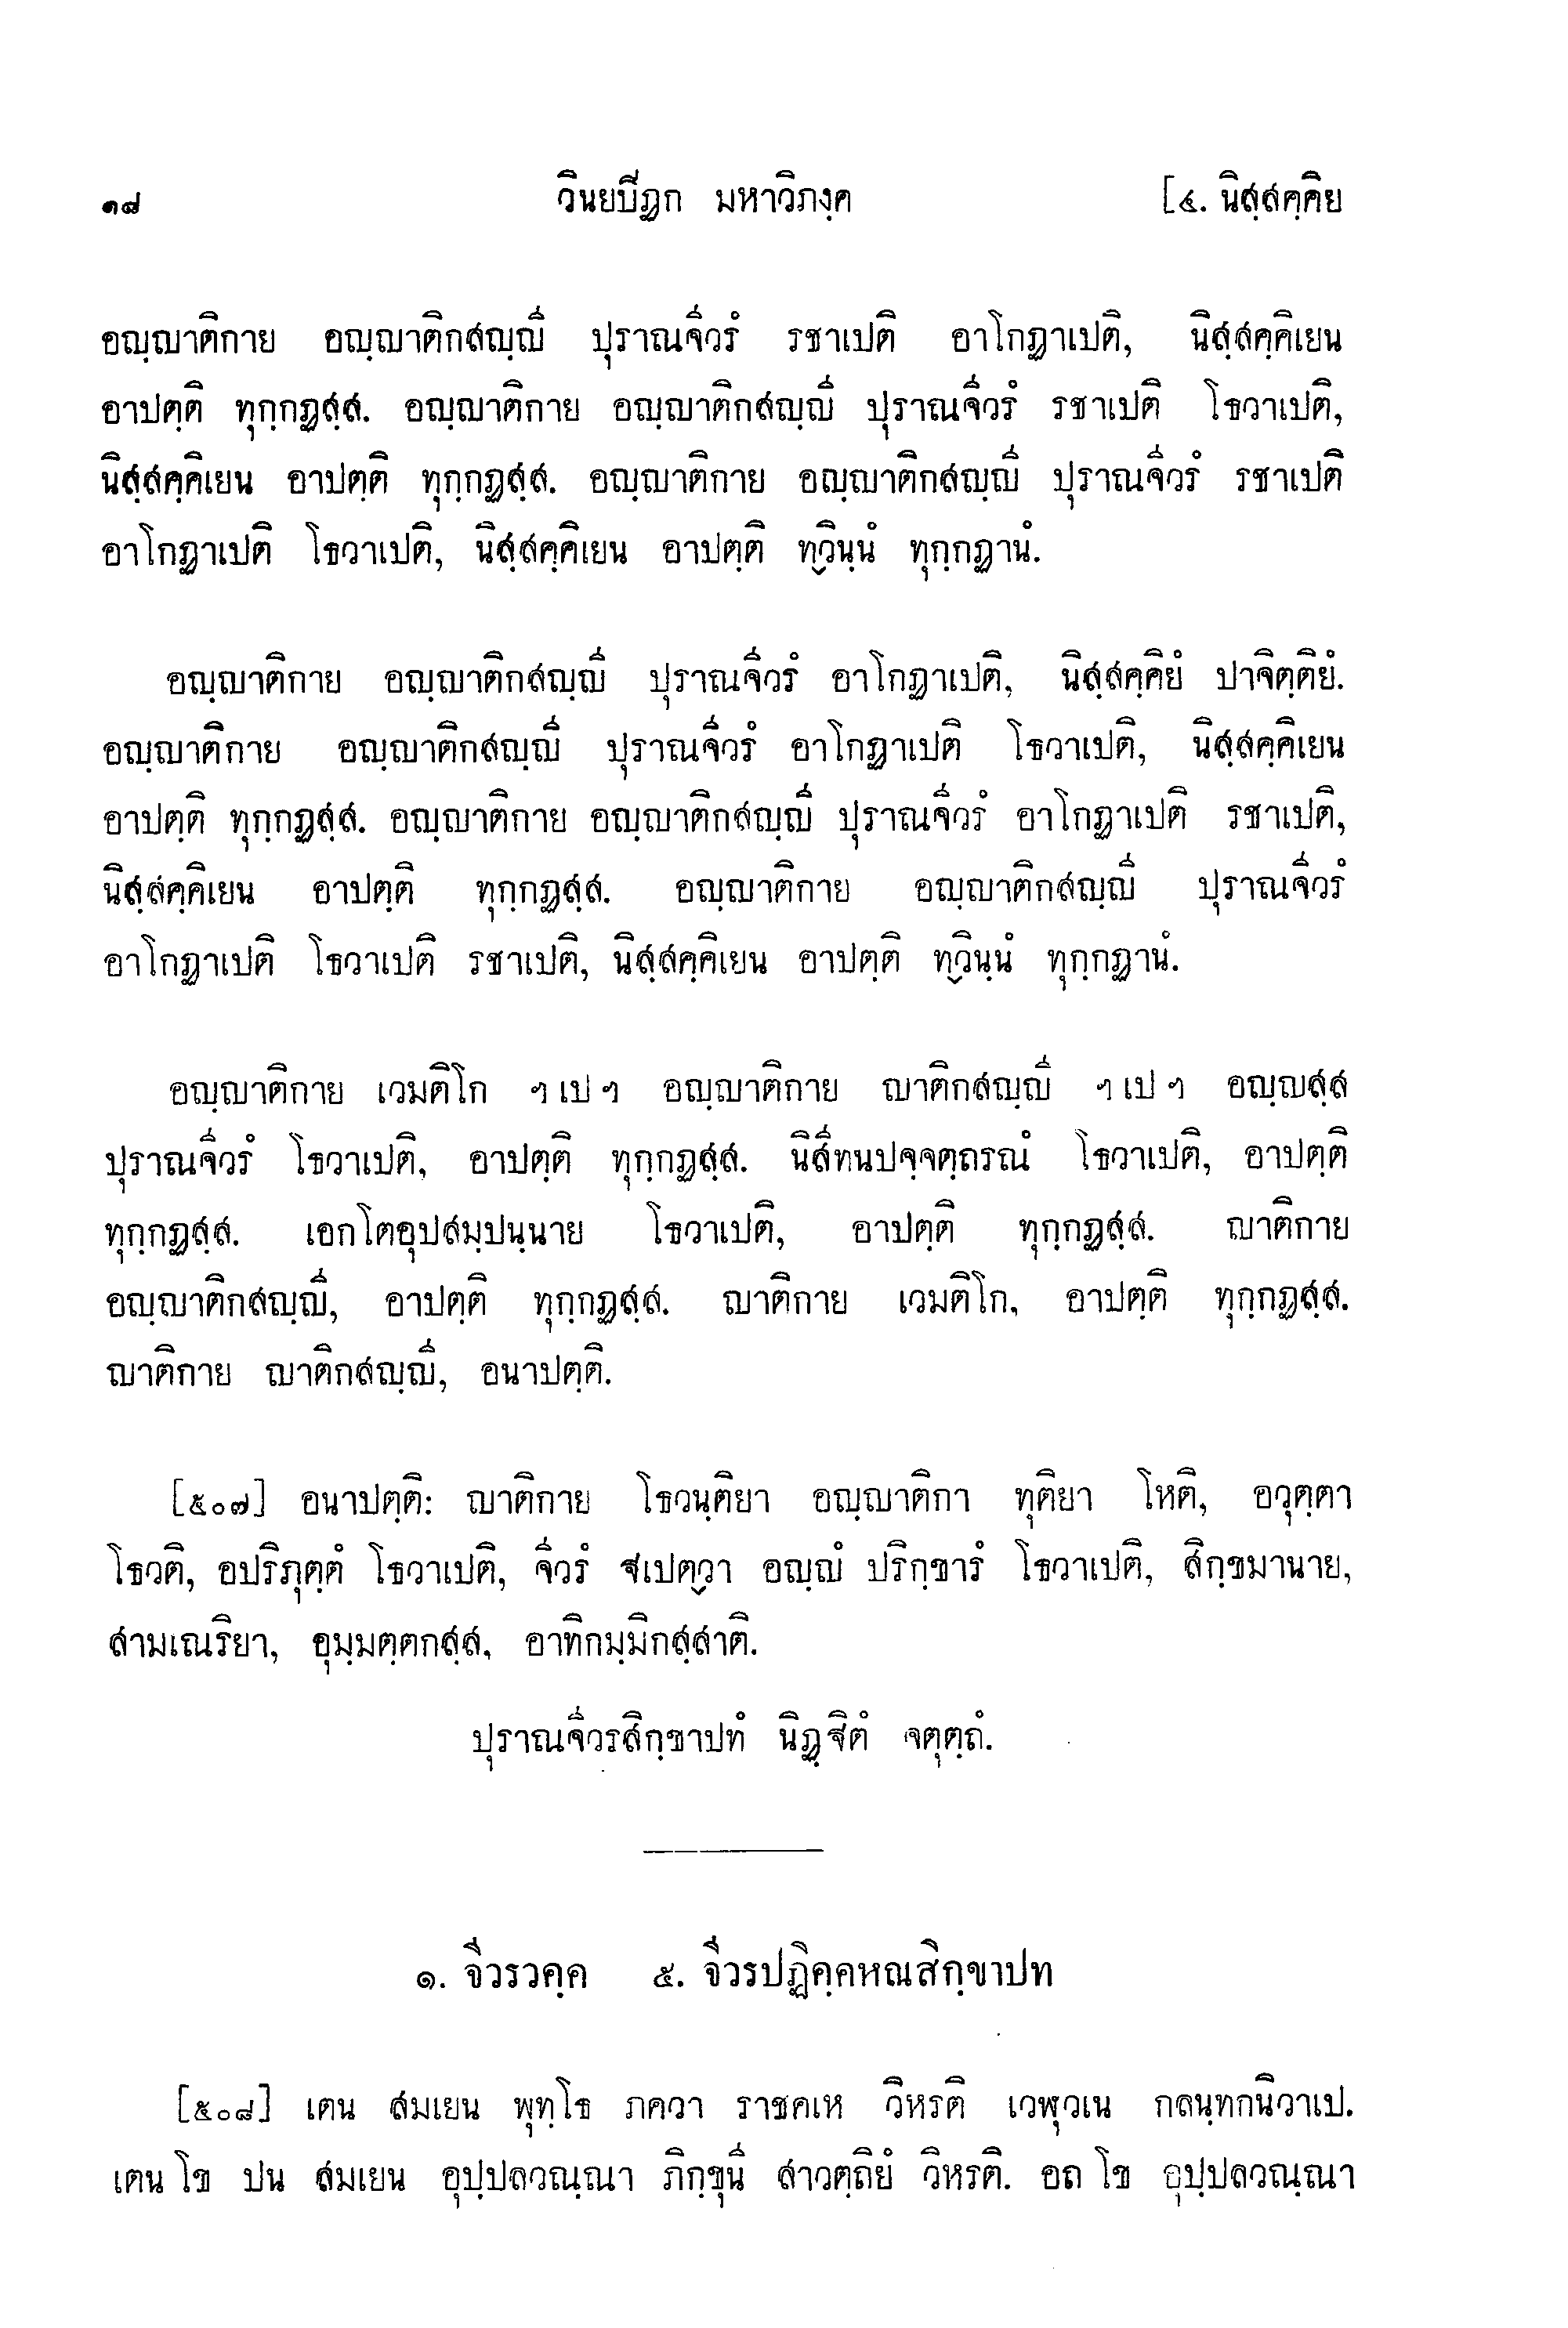 ๑๘ วินยปิฏก มหาวิภงฺค [๔. นิสฺสคฺคิย
อญฺญาติกาย อญฺญาติกสญฺญี ปุราณจีวรํ รชาเปติ อาโกฏาเปติ, นิสฺสคฺคิเยน
อาปตฺติ ทุกฺกฏสฺส. อญฺญาติกาย อญฺญาติกสญฺญี ปุราณจีวรํ รชาเปติ โธวาเปติ,
นิสฺสคฺคิเยน อาปตฺติ ทุกฺกฏสฺส. อญฺญาติกาย อญฺญาติกสญฺญี ปุราณจีวรํ รชาเปติ
อาโกฏาเปติ โธวาเปติ, นิสฺสคฺคิเยน อาปตฺติ ทฺวินฺนํ ทุกฺกฏานํ.
อญฺญาติกาย อญฺญาติกสญฺญี ปุราณจีวรํ อาโกฏาเปติ, นิสฺสคฺคิยํ ปาจิตฺติยํ.
อญฺญาติกาย อญฺญาติกสญฺญี ปุราณจีวรํ อาโกฏาเปติ โธวาเปติ, นิสฺสคฺคิเยน
อาปตฺติ ทุกฺกฏสฺส. อญฺญาติกาย อญฺญาติกสญฺญี ปุราณจีวรํ อาโกฏาเปติ รชาเปติ,
นิสฺสคฺคิเยน อาปตฺติ ทุกฺกฏสฺส. อญฺญาติกาย อญฺญาติกสญฺญี ปุราณจีวรํ
อาโกฏาเปติ โธวาเปติ รชาเปติ, นิสฺสคฺคิเยน อาปตฺติ ทฺวินฺนํ ทุกฺกฏานํ.
อญฺญาติกาย เวมติโก ฯ เป ฯ อญฺญาติกาย ญาติกสญฺญี ฯ เป ฯ อญฺญสฺส
ปุราณจีวรํ โธวาเปติ, อาปตฺติ ทุกฺกฏสฺส. นิสีทนปจฺจตฺถรณํ โธวาเปติ, อาปตฺติ
ทุกฺกฏสฺส. เอกโตอุปสมฺปนฺนาย โธวาเปติ, อาปตฺติ ทุกฺกฏสฺส. ญาติกาย
อญฺญาติกสญฺญี, อาปตฺติ ทุกฺกฏสฺส. ญาติกาย เวมติโก, อาปตฺติ ทุกฺกฏสฺส.
ญาติกาย ญาติกสญฺญี, อนาปตฺติ.
[๕๐๗] อนาปตฺติ: ญาติกาย โธวนฺติยา อญฺญาติกา ทุติยา โหติ, อวุตฺตา
โธวติ, อปริภุตฺตํ โธวาเปติ, จีวรํ ฐเปตฺวา อญฺญํ ปริกฺขารํ โธวาเปติ, สิกฺขมานาย,
สามเณริยา, อุมฺมตฺตกสฺส, อาทิกมฺมิกสฺสาติ.
ปุราณจีวรสิกฺขาปทํ นิฏฺฐิตํ จตุตฺถํ.
๑. จีวรวคฺค ๕. จีวรปฏิคฺคหณสิกฺขาปท
[๕๐๘] เตน สมเยน พุทฺโธ ภควา ราชคเห วิหรติ เวฬุวเน กลนฺทกนิวาเป.
เตน โข ปน สมเยน อุปฺปลวณฺณา ภิกฺขุนี สาวตฺถิยํ วิหรติ. อถ โข อุปฺปลวณฺณา